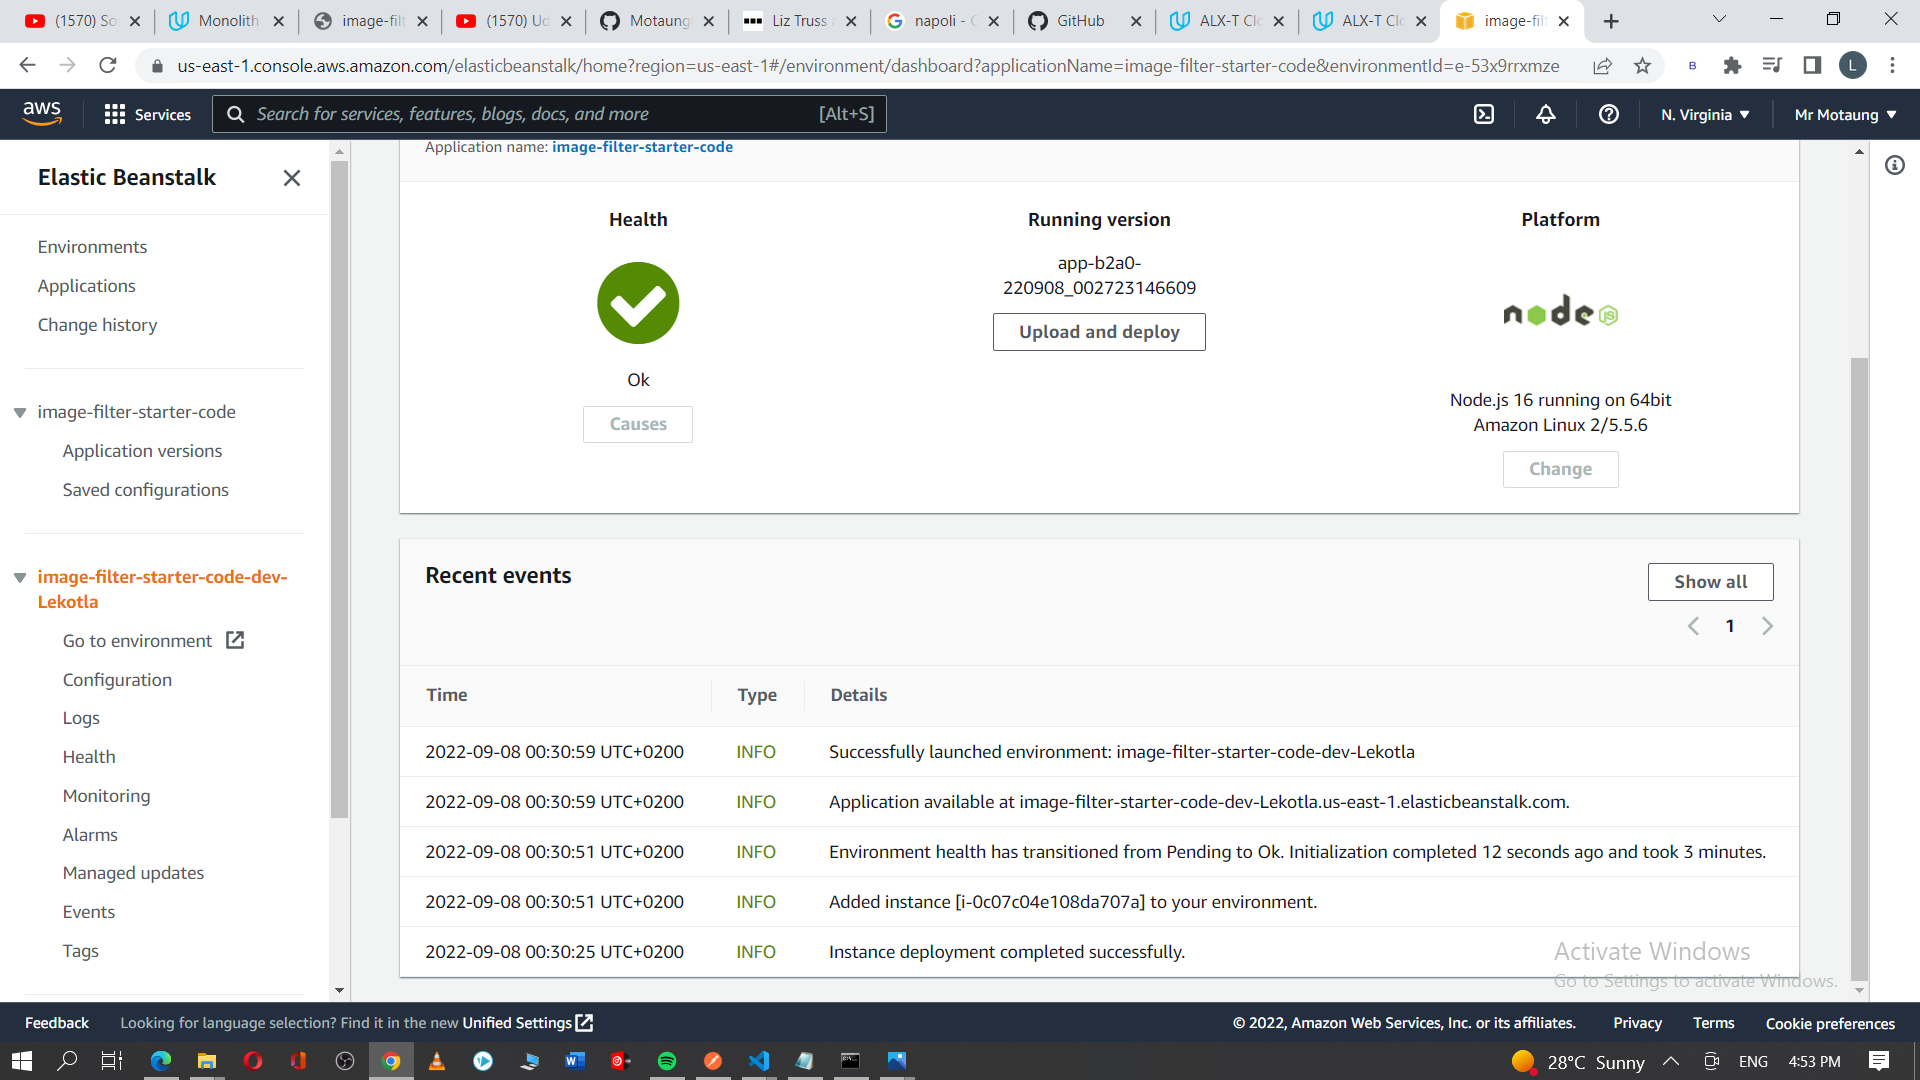 (1570) So
Monolith
image-filt
(1570) Ud
Motaung
Liz Truss a
napoli - G
GitHub
ALX-T Clo
ALX-T Clo
image-filt
us-east-1.console.aws.amazon.com/elasticbeanstalk/home?region=us-east-1#/environment/dashboard?applicationName=image-filter-starter-code&environmentId=e-53x9rrxmze
B
L
aws
Services
Search for services, features, blogs, docs, and more
[Alt+S]
N. Virginia
Mr Motaung
Elastic Beanstalk
Environments
Applications
Change history
image-filter-starter-code
Application versions
Saved configurations
image-filter-starter-code-dev-
Lekotla
Go to environment
Configuration
Logs
Health
Monitoring
Alarms
Managed updates
Events
Tags
Application name: image-filter-starter-code
Health
Ok
Causes
Running version
app-b2a0-
220908_002723146609
Upload and deploy
Platform
node
JS
Node.js 16 running on 64bit
Amazon Linux 2/5.5.6
Change
Recent events
Show all
1
Time Type Details
2022-09-08 00:30:59 UTC+0200 INFO Successfully launched environment: image-filter-starter-code-dev-Lekotla
2022-09-08 00:30:59 UTC+0200 INFO Application available at image-filter-starter-code-dev-Lekotla.us-east-1.elasticbeanstalk.com.
2022-09-08 00:30:51 UTC+0200 INFO Environment health has transitioned from Pending to Ok. Initialization completed 12 seconds ago and took 3 minutes.
2022-09-08 00:30:51 UTC+0200 INFO Added instance [i-0c07c04e108da707a] to your environment.
2022-09-08 00:30:25 UTC+0200 INFO Instance deployment completed successfully.
Activate Windows
Go to Settings to activate Windows.
Feedback
Looking for language selection? Find it in the new Unified Settings
© 2022, Amazon Web Services, Inc. or its affiliates.
Privacy
Terms
Cookie preferences
28°C Sunny
ENG
4:53 PM